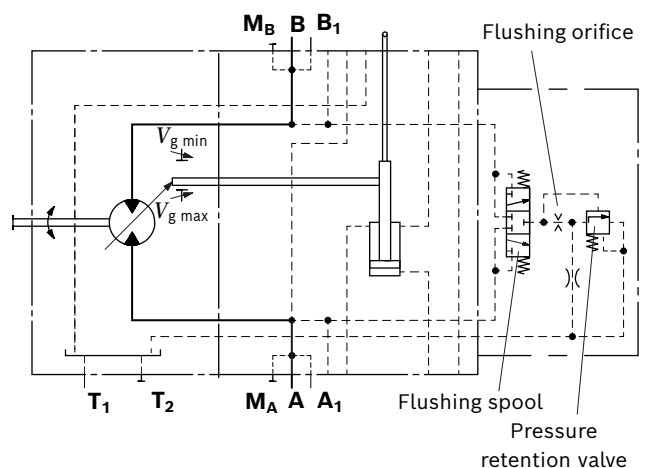 M_B B B_1
Flushing orifice
V_g min
V_g max
T_1 T_2 M_A A A_1
Flushing spool
Pressure
retention valve